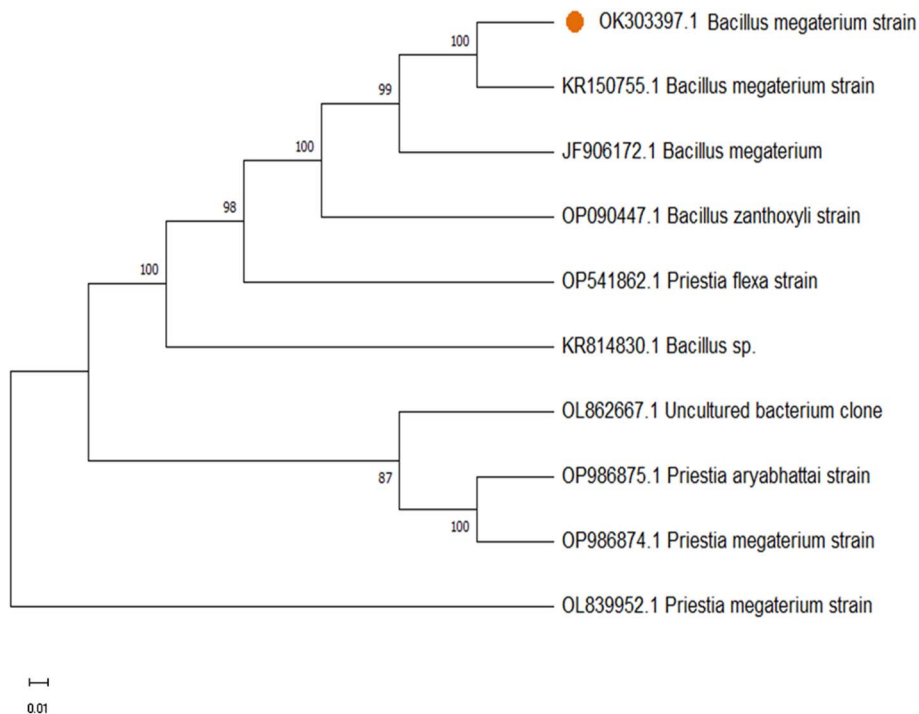 OK303397.1 Bacillus megaterium strain
100
KR150755.1 Bacillus megaterium strain
99
JF906172.1 Bacillus megaterium
100
OP090447.1 Bacillus zanthoxyli strain
98
OP541862.1 Priestia flexa strain
100
KR814830.1 Bacillus sp.
OL862667.1 Uncultured bacterium clone
87
OP986875.1 Priestia aryabhattai strain
100
OP986874.1 Priestia megaterium strain
OL839952.1 Priestia megaterium strain
0.01